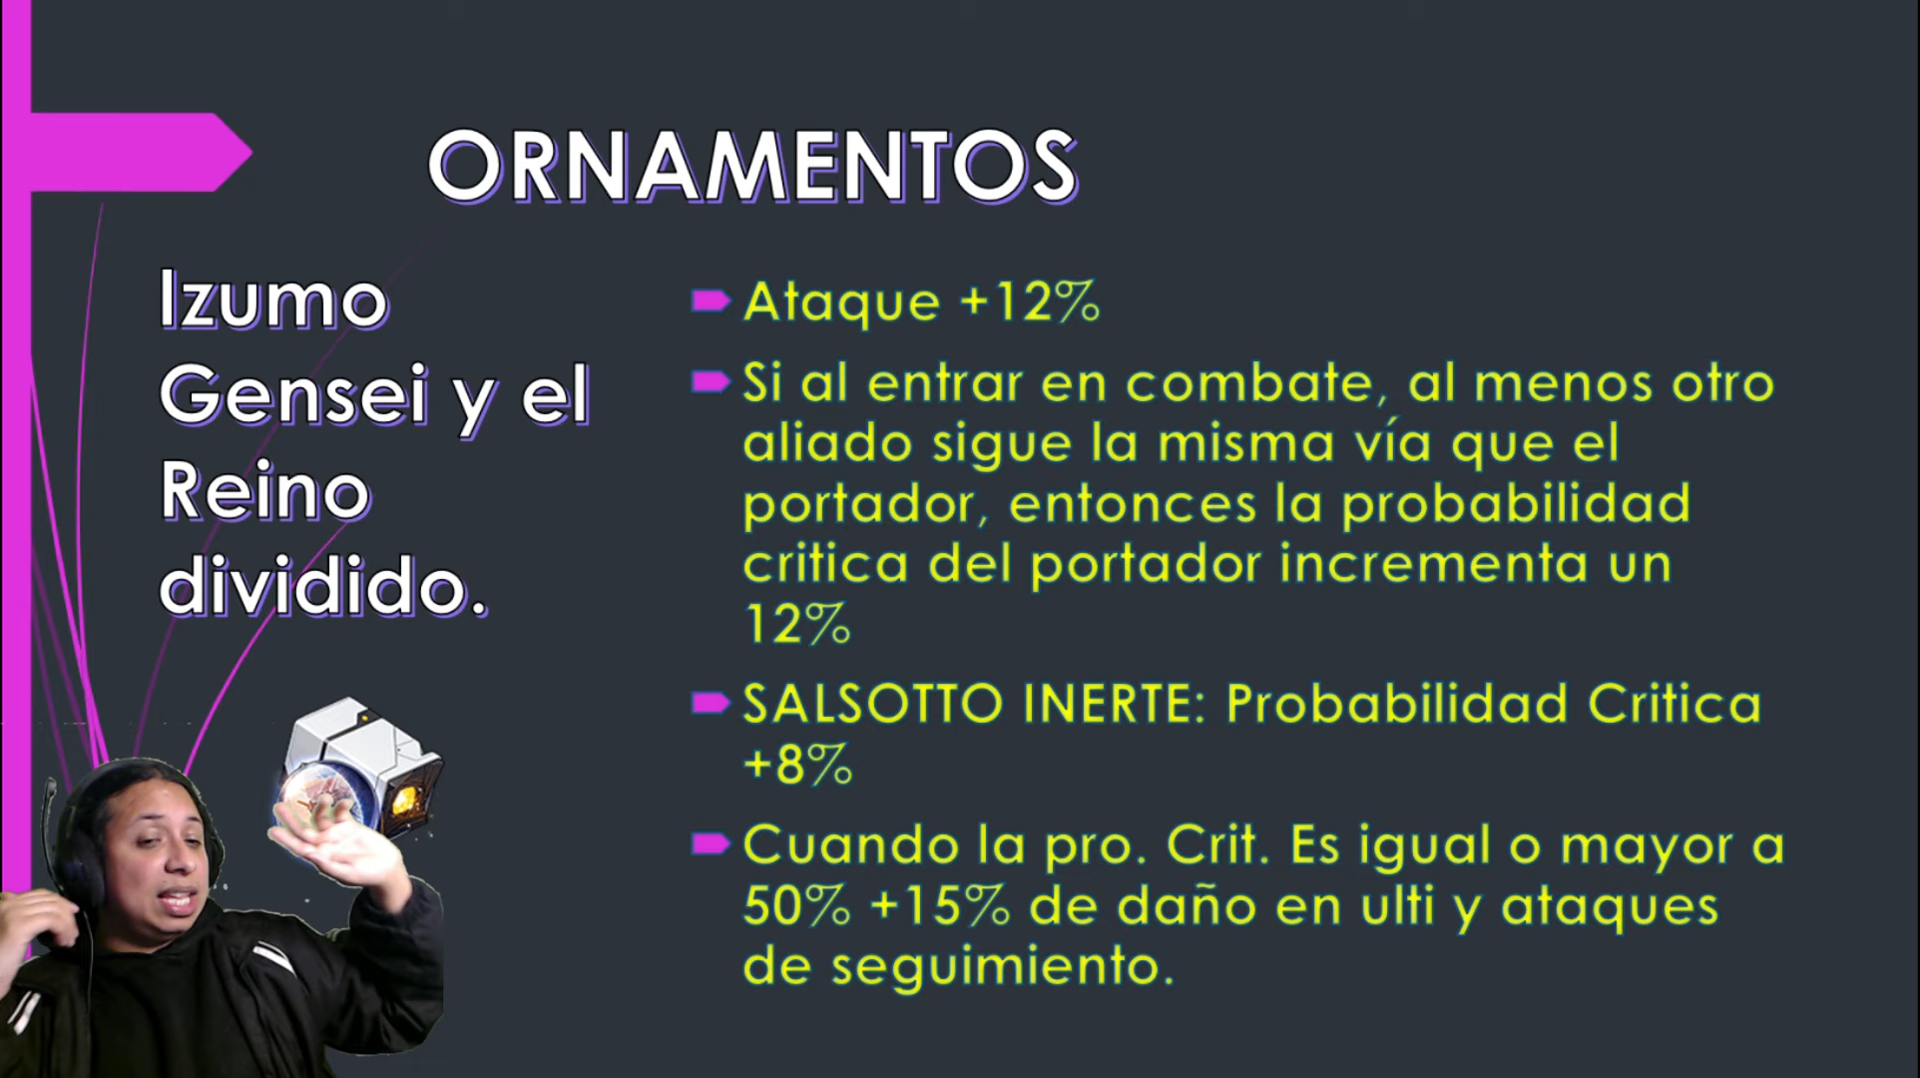 ORNAMENTOS
Izumo
Gensei y el
Reino
dividido.
Ataque +12%
Si al entrar en combate, al menos otro
aliado sigue la misma vía que el
portador, entonces la probabilidad
critica del portador incrementa un
12%
SALSOTTO INERTE: Probabilidad Critica
+8%
Cuando la pro. Crit. Es igual o mayor a
50% +15% de daño en ulti y ataques
de seguimiento.